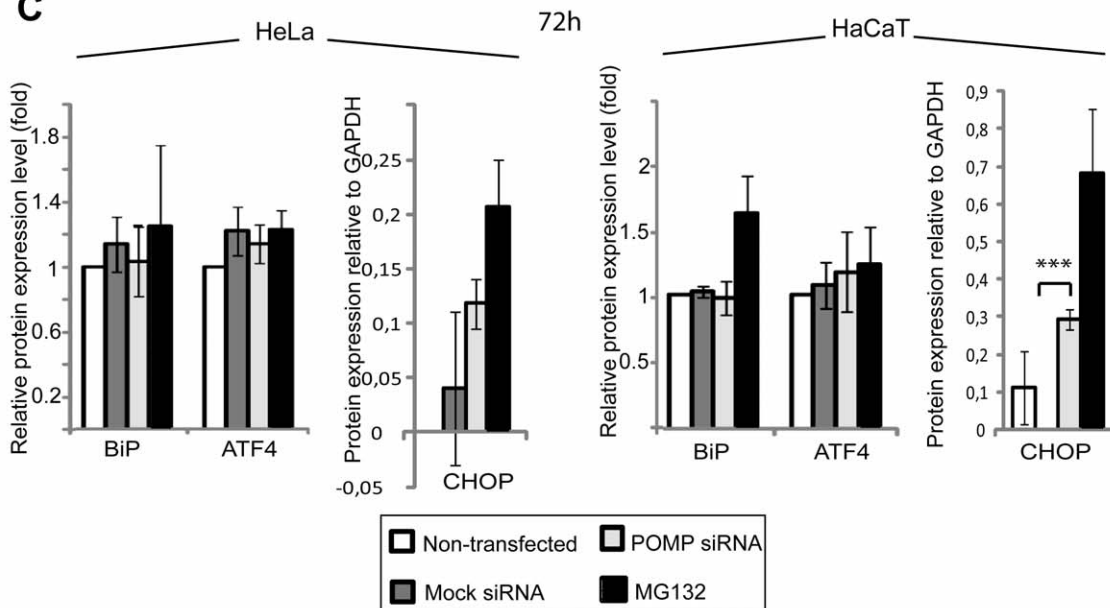 C
72h
HeLa
HaCaT
Relative protein expression level (fold)
1.8
1.4
1
0.6
0.2
BiP
ATF4
Protein expression relative to GAPDH
0,25
0,2
0,15
0,1
0,05
0
-0,05
CHOP
Relative protein expression level (fold)
2
1.5
1
0.5
0
BiP
ATF4
Protein expression relative to GAPDH
0,9
0,8
0,7
0,6
0,5
0,4
0,3
0,2
0,1
0
***
CHOP
Non-transfected
POMP siRNA
Mock siRNA
MG132